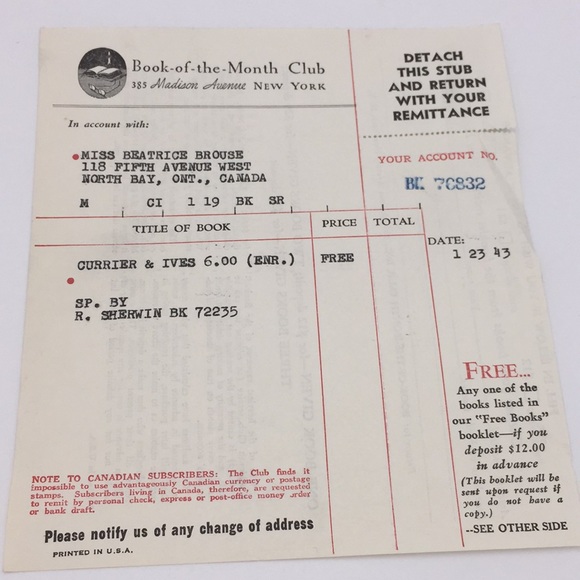 Book-of-the-Month Club
385 Madison Avenue NEW YORK
In account with:
MISS BEATRICE BROUSE
118 FIFTH AVENUE WEST
NORTH BAY, ONT., CANADA
M CI 1 19 BK SR
TITLE OF BOOK PRICE TOTAL
CURRIER & IVES 6.00 (ENR.) FREE
SP. BY
R. SHERWIN BK 72235
NOTE TO CANADIAN SUBSCRIBERS: The Club finds it
impossible to use advantageously Canadian currency or postage
stamps. Subscribers living in Canada, therefore, are requested
to remit by personal check, express or post-office money order
or bank draft.
Please notify us of any change of address
PRINTED IN U.S.A.
DETACH
THIS STUB
AND RETURN
WITH YOUR
REMITTANCE
YOUR ACCOUNT NO.
BK 76832
DATE:
1 23 43
FREE...
Any one of the
books listed in
our "Free Books"
booklet—if you
deposit $12.00
in advance
(This booklet will be
sent upon request if
you do not have a
copy.)
--SEE OTHER SIDE